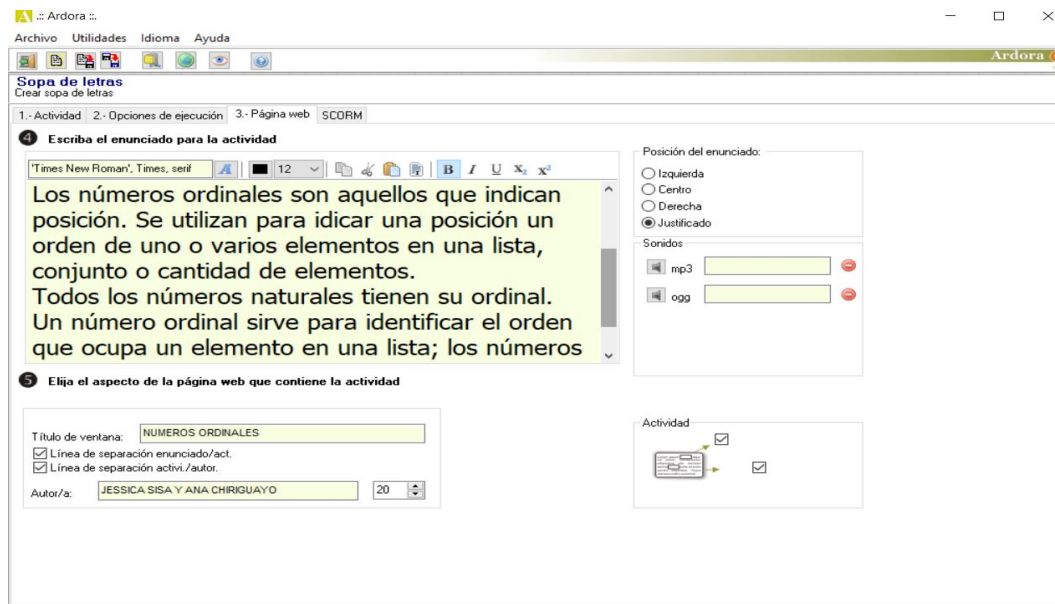 .:: Ardora ::.
Archivo Utilidades Idioma Ayuda
Ardora
Sopa de letras
Crear sopa de letras
1.- Actividad 2.- Opciones de ejecución 3.- Página web SCORM
4 Escriba el enunciado para la actividad
'Times New Roman', Times, serif A 12 B I U X₂ X²
Los números ordinales son aquellos que indican
posición. Se utilizan para idicar una posición un
orden de uno o varios elementos en una lista,
conjunto o cantidad de elementos.
Todos los números naturales tienen su ordinal.
Un número ordinal sirve para identificar el orden
que ocupa un elemento en una lista; los números
Posición del enunciado:
Izquierda
Centro
Derecha
Justificado
Sonidos
mp3
ogg
5 Elija el aspecto de la página web que contiene la actividad
Título de ventana: NUMEROS ORDINALES
Línea de separación enunciado/act.
Línea de separación activi./autor.
Autor/a: JESSICA SISA Y ANA CHIRIGUAYO 20
Actividad